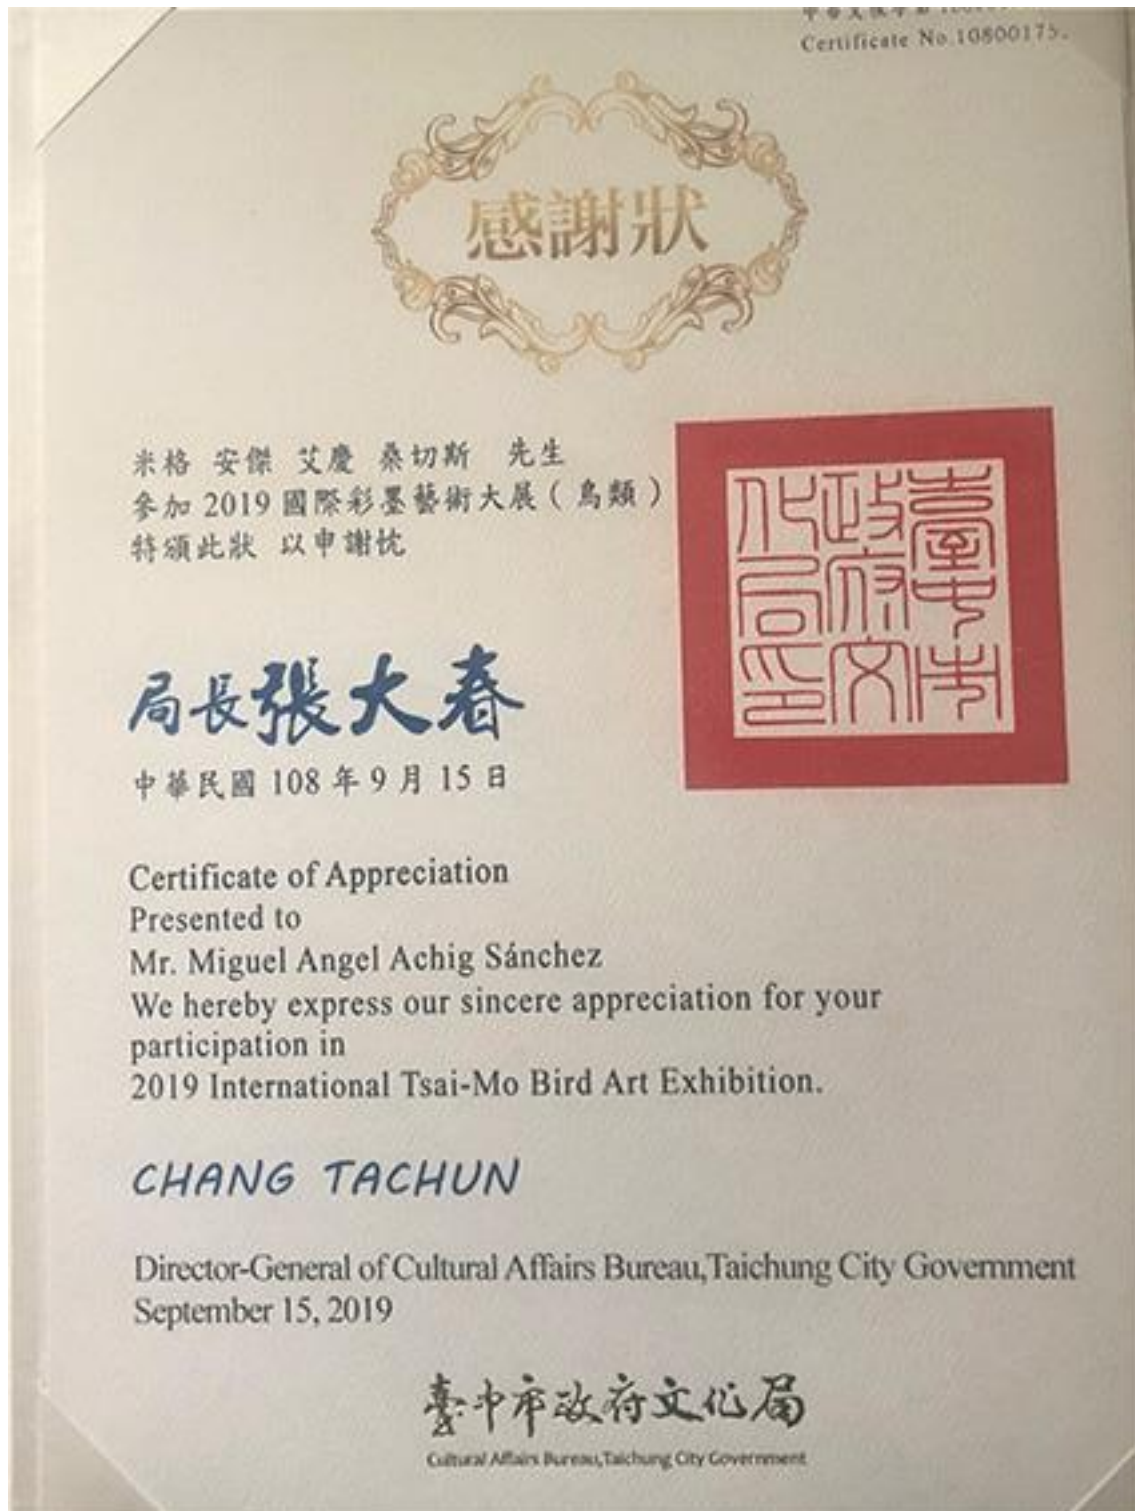 Certificate No.10800175.
感謝狀
米格 安傑 艾慶 桑切斯 先生
參加 2019 國際彩墨藝術大展（鳥類）
特頒此狀 以申謝忱
臺中市
政府文
化局印
局長張大春
中華民國 108 年 9 月 15 日
Certificate of Appreciation
Presented to
Mr. Miguel Angel Achig Sánchez
We hereby express our sincere appreciation for your
participation in
2019 International Tsai-Mo Bird Art Exhibition.
CHANG TACHUN
Director-General of Cultural Affairs Bureau,Taichung City Government
September 15, 2019
臺中市政府文化局
Cultural Affairs Bureau,Taichung City Government